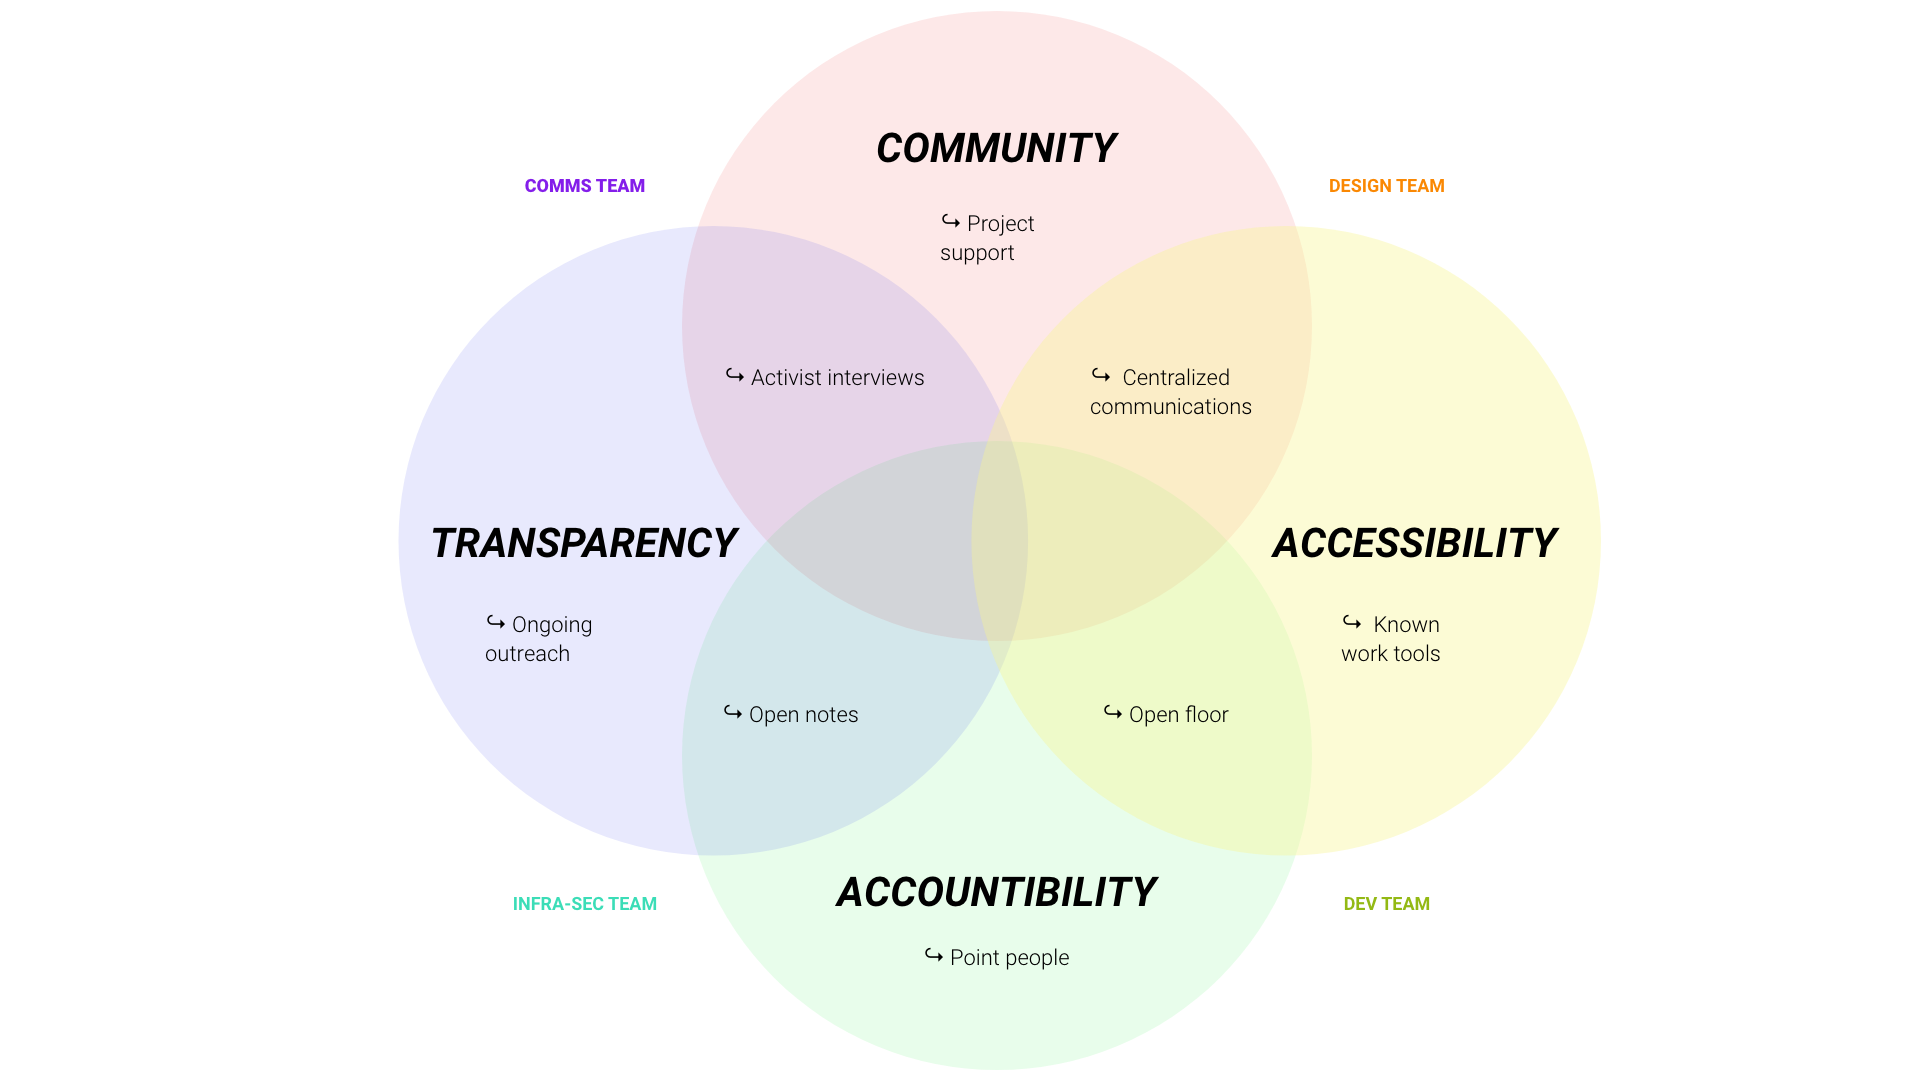 COMMUNITY
COMMS TEAM
DESIGN TEAM
↪ Project
support
↪ Activist interviews
↪ Centralized
communications
TRANSPARENCY
ACCESSIBILITY
↪ Ongoing
outreach
↪ Known
work tools
↪ Open notes
↪ Open floor
ACCOUNTIBILITY
INFRA-SEC TEAM
DEV TEAM
↪ Point people